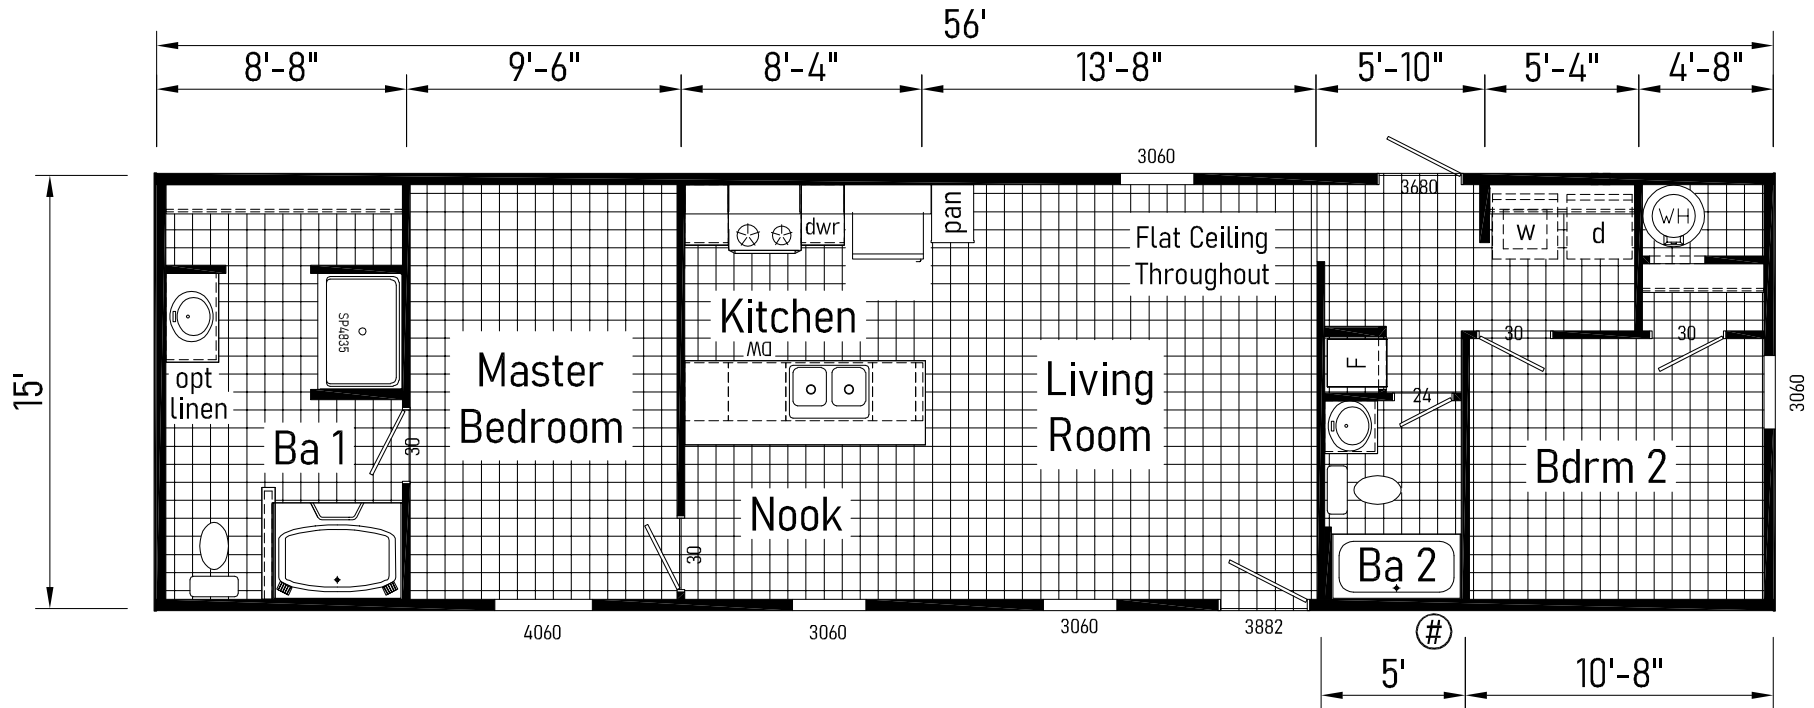 56'
8'-8"
9'-6"
8'-4"
13'-8"
5'-10"
5'-4"
4'-8"
3060
3680
pan
dwr
W
d
WH
Flat Ceiling
Throughout
Kitchen
DW
SP4835
30
30
15'
opt
linen
Master
Bedroom
Living
Room
F
24
3060
Ba 1
30
Bdrm 2
Nook
30
Ba 2
4060
3060
3060
3882
#
5'
10'-8"